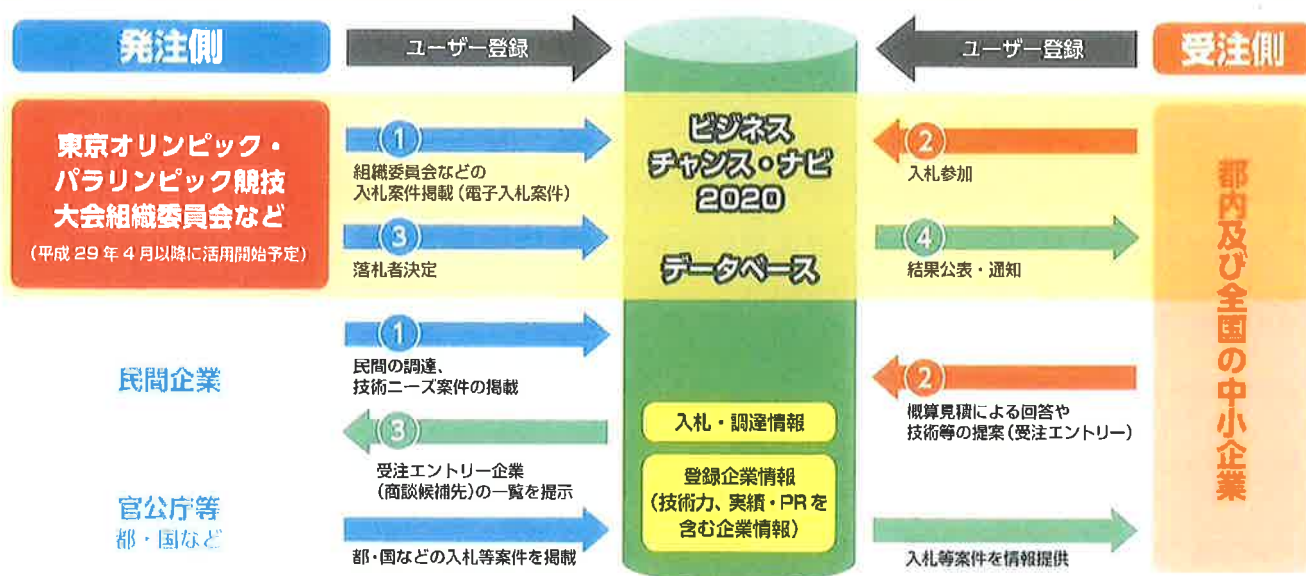 発注側
ユーザー登録
ユーザー登録
受注側
東京オリンピック・
パラリンピック競技
大会組織委員会など
(平成29年4月以降に活用開始予定)
①
組織委員会などの
入札案件掲載(電子入札案件)
③
落札者決定
ビジネス
チャンス・ナビ
2020
データベース
②
入札参加
④
結果公表・通知
都内及び全国の中小企業
民間企業
①
民間の調達、
技術ニーズ案件の掲載
③
受注エントリー企業
(商談候補先)の一覧を提示
②
概算見積による回答や
技術等の提案(受注エントリー)
入札・調達情報
登録企業情報
(技術力、実績・PRを
含む企業情報)
官公庁等
都・国など
都・国などの入札等案件を掲載
入札等案件を情報提供